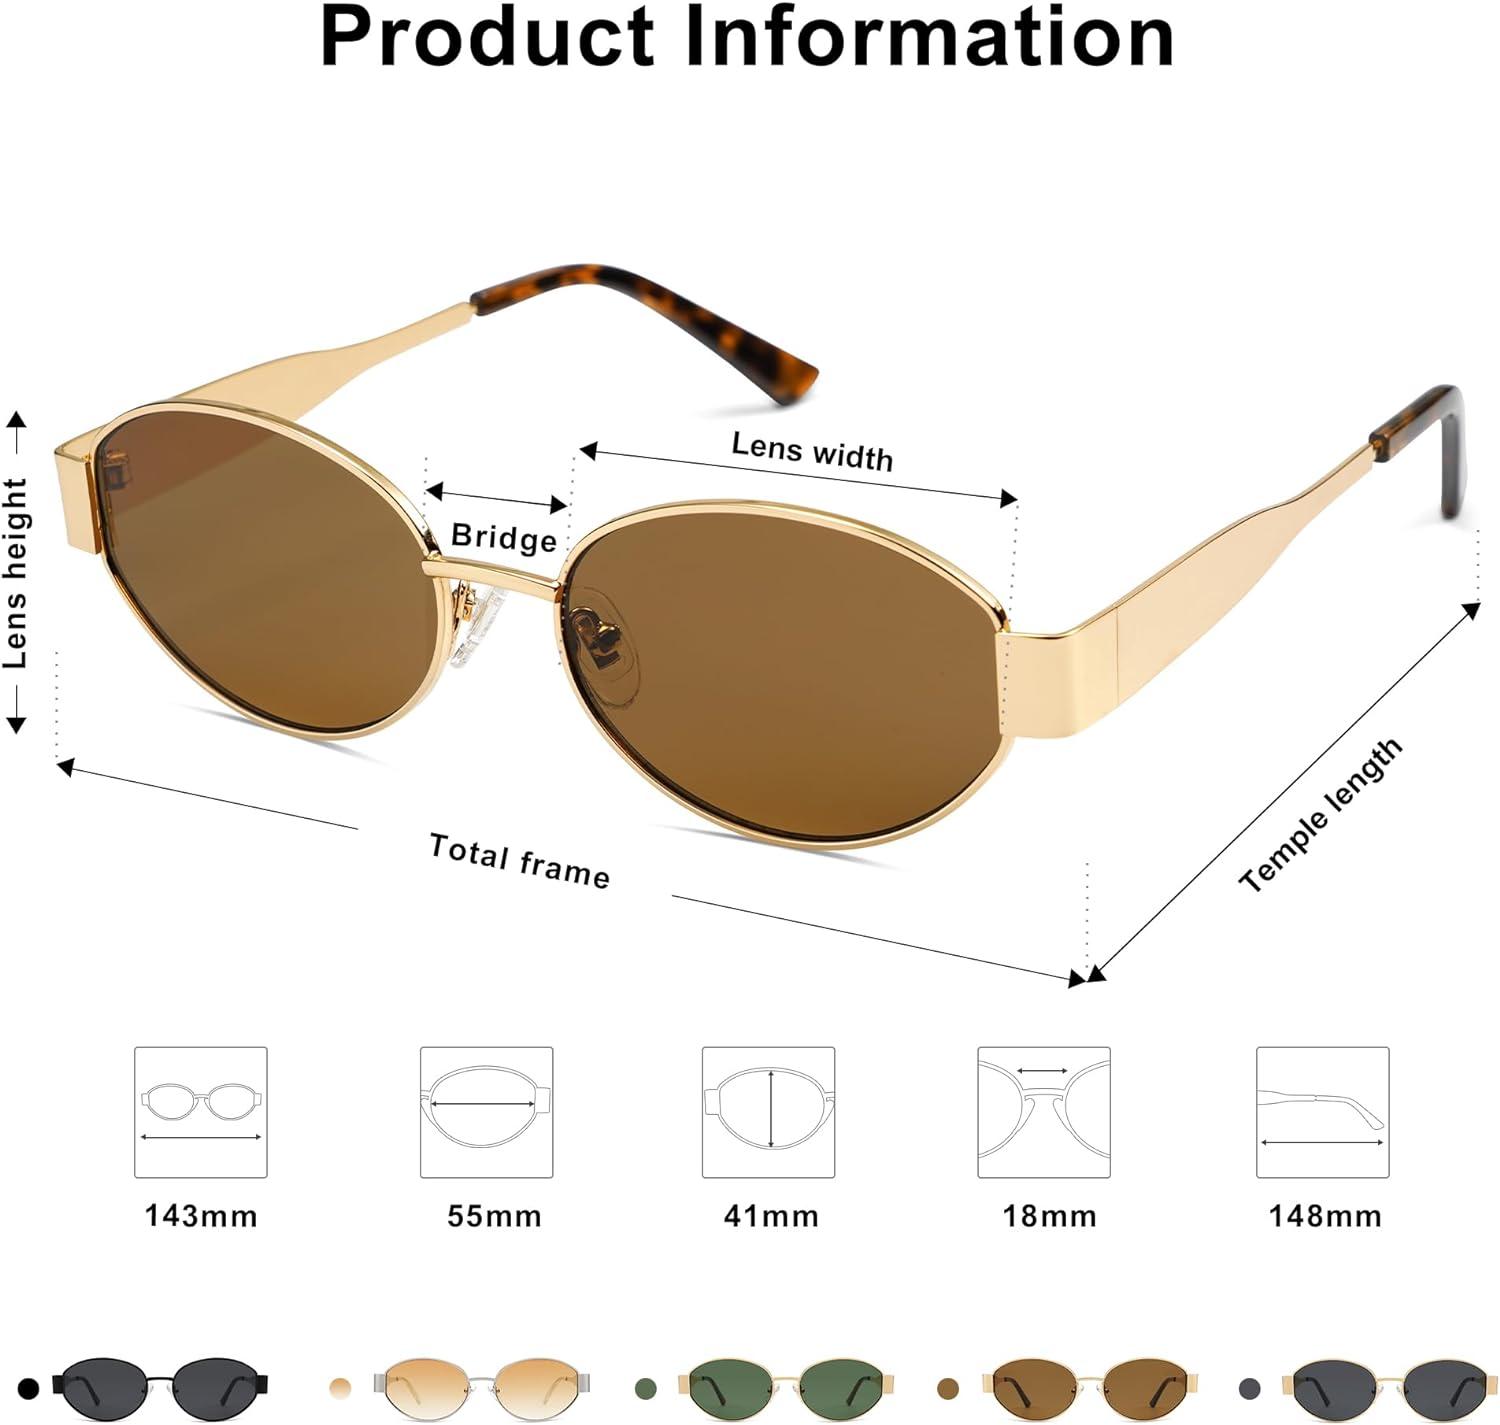 Product Information
Lens width
Bridge
Lens height
Total frame
Temple length
143mm
55mm
41mm
18mm
148mm